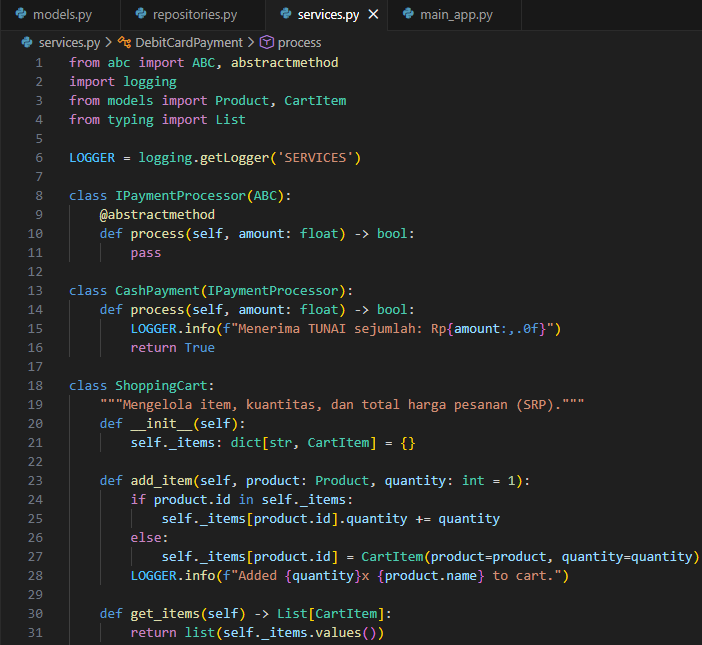 models.py repositories.py services.py main_app.py
services.py > DebitCardPayment > process
1 from abc import ABC, abstractmethod
2 import logging
3 from models import Product, CartItem
4 from typing import List
5
6 LOGGER = logging.getLogger('SERVICES')
7
8 class IPaymentProcessor(ABC):
9     @abstractmethod
10     def process(self, amount: float) -> bool:
11         pass
12
13 class CashPayment(IPaymentProcessor):
14     def process(self, amount: float) -> bool:
15         LOGGER.info(f"Menerima TUNAI sejumlah: Rp{amount:,.0f}")
16         return True
17
18 class ShoppingCart:
19     """Mengelola item, kuantitas, dan total harga pesanan (SRP)."""
20     def __init__(self):
21         self._items: dict[str, CartItem] = {}
22
23     def add_item(self, product: Product, quantity: int = 1):
24         if product.id in self._items:
25             self._items[product.id].quantity += quantity
26         else:
27             self._items[product.id] = CartItem(product=product, quantity=quantity)
28         LOGGER.info(f"Added {quantity}x {product.name} to cart.")
29
30     def get_items(self) -> List[CartItem]:
31         return list(self._items.values())